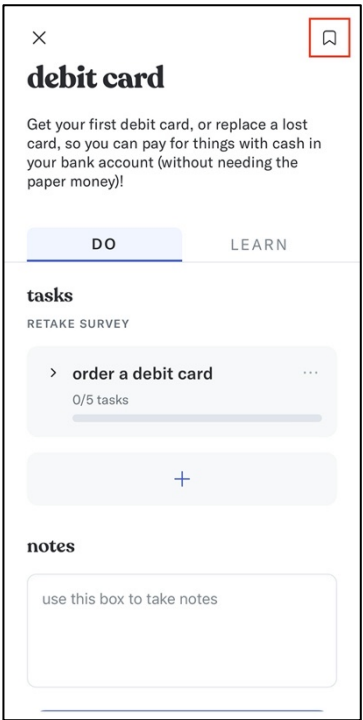 debit card
Get your first debit card, or replace a lost
card, so you can pay for things with cash in
your bank account (without needing the
paper money)!
DO
LEARN
tasks
RETAKE SURVEY
order a debit card
0/5 tasks
notes
use this box to take notes